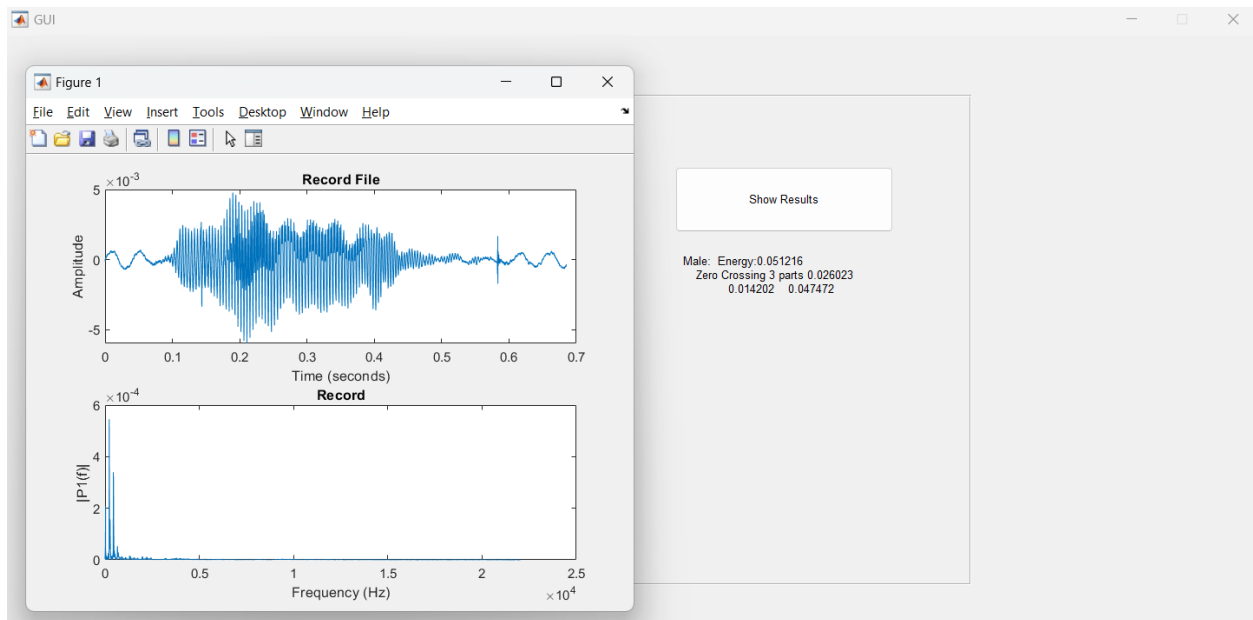 GUI
Figure 1
File Edit View Insert Tools Desktop Window Help
×10-3
Record File
5
0
-5
Amplitude
0 0.1 0.2 0.3 0.4 0.5 0.6 0.7
Time (seconds)
×10-4
Record
6
4
2
0
|P1(f)|
0 0.5 1 1.5 2 2.5
Frequency (Hz)
×104
Show Results
Male: Energy:0.051216
Zero Crossing 3 parts 0.026023
0.014202 0.047472